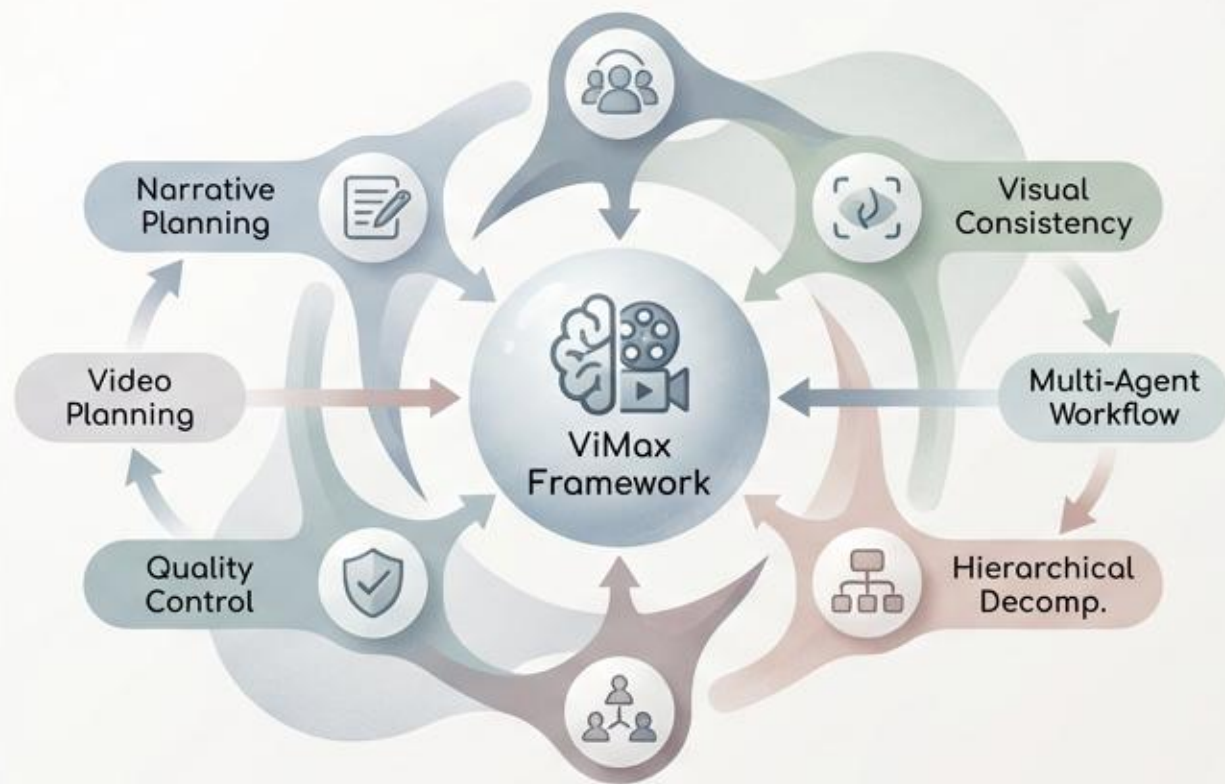 Narrative
Planning
Visual
Consistency
Video
Planning
ViMax
Framework
Multi-Agent
Workflow
Quality
Control
Hierarchical
Decomp.